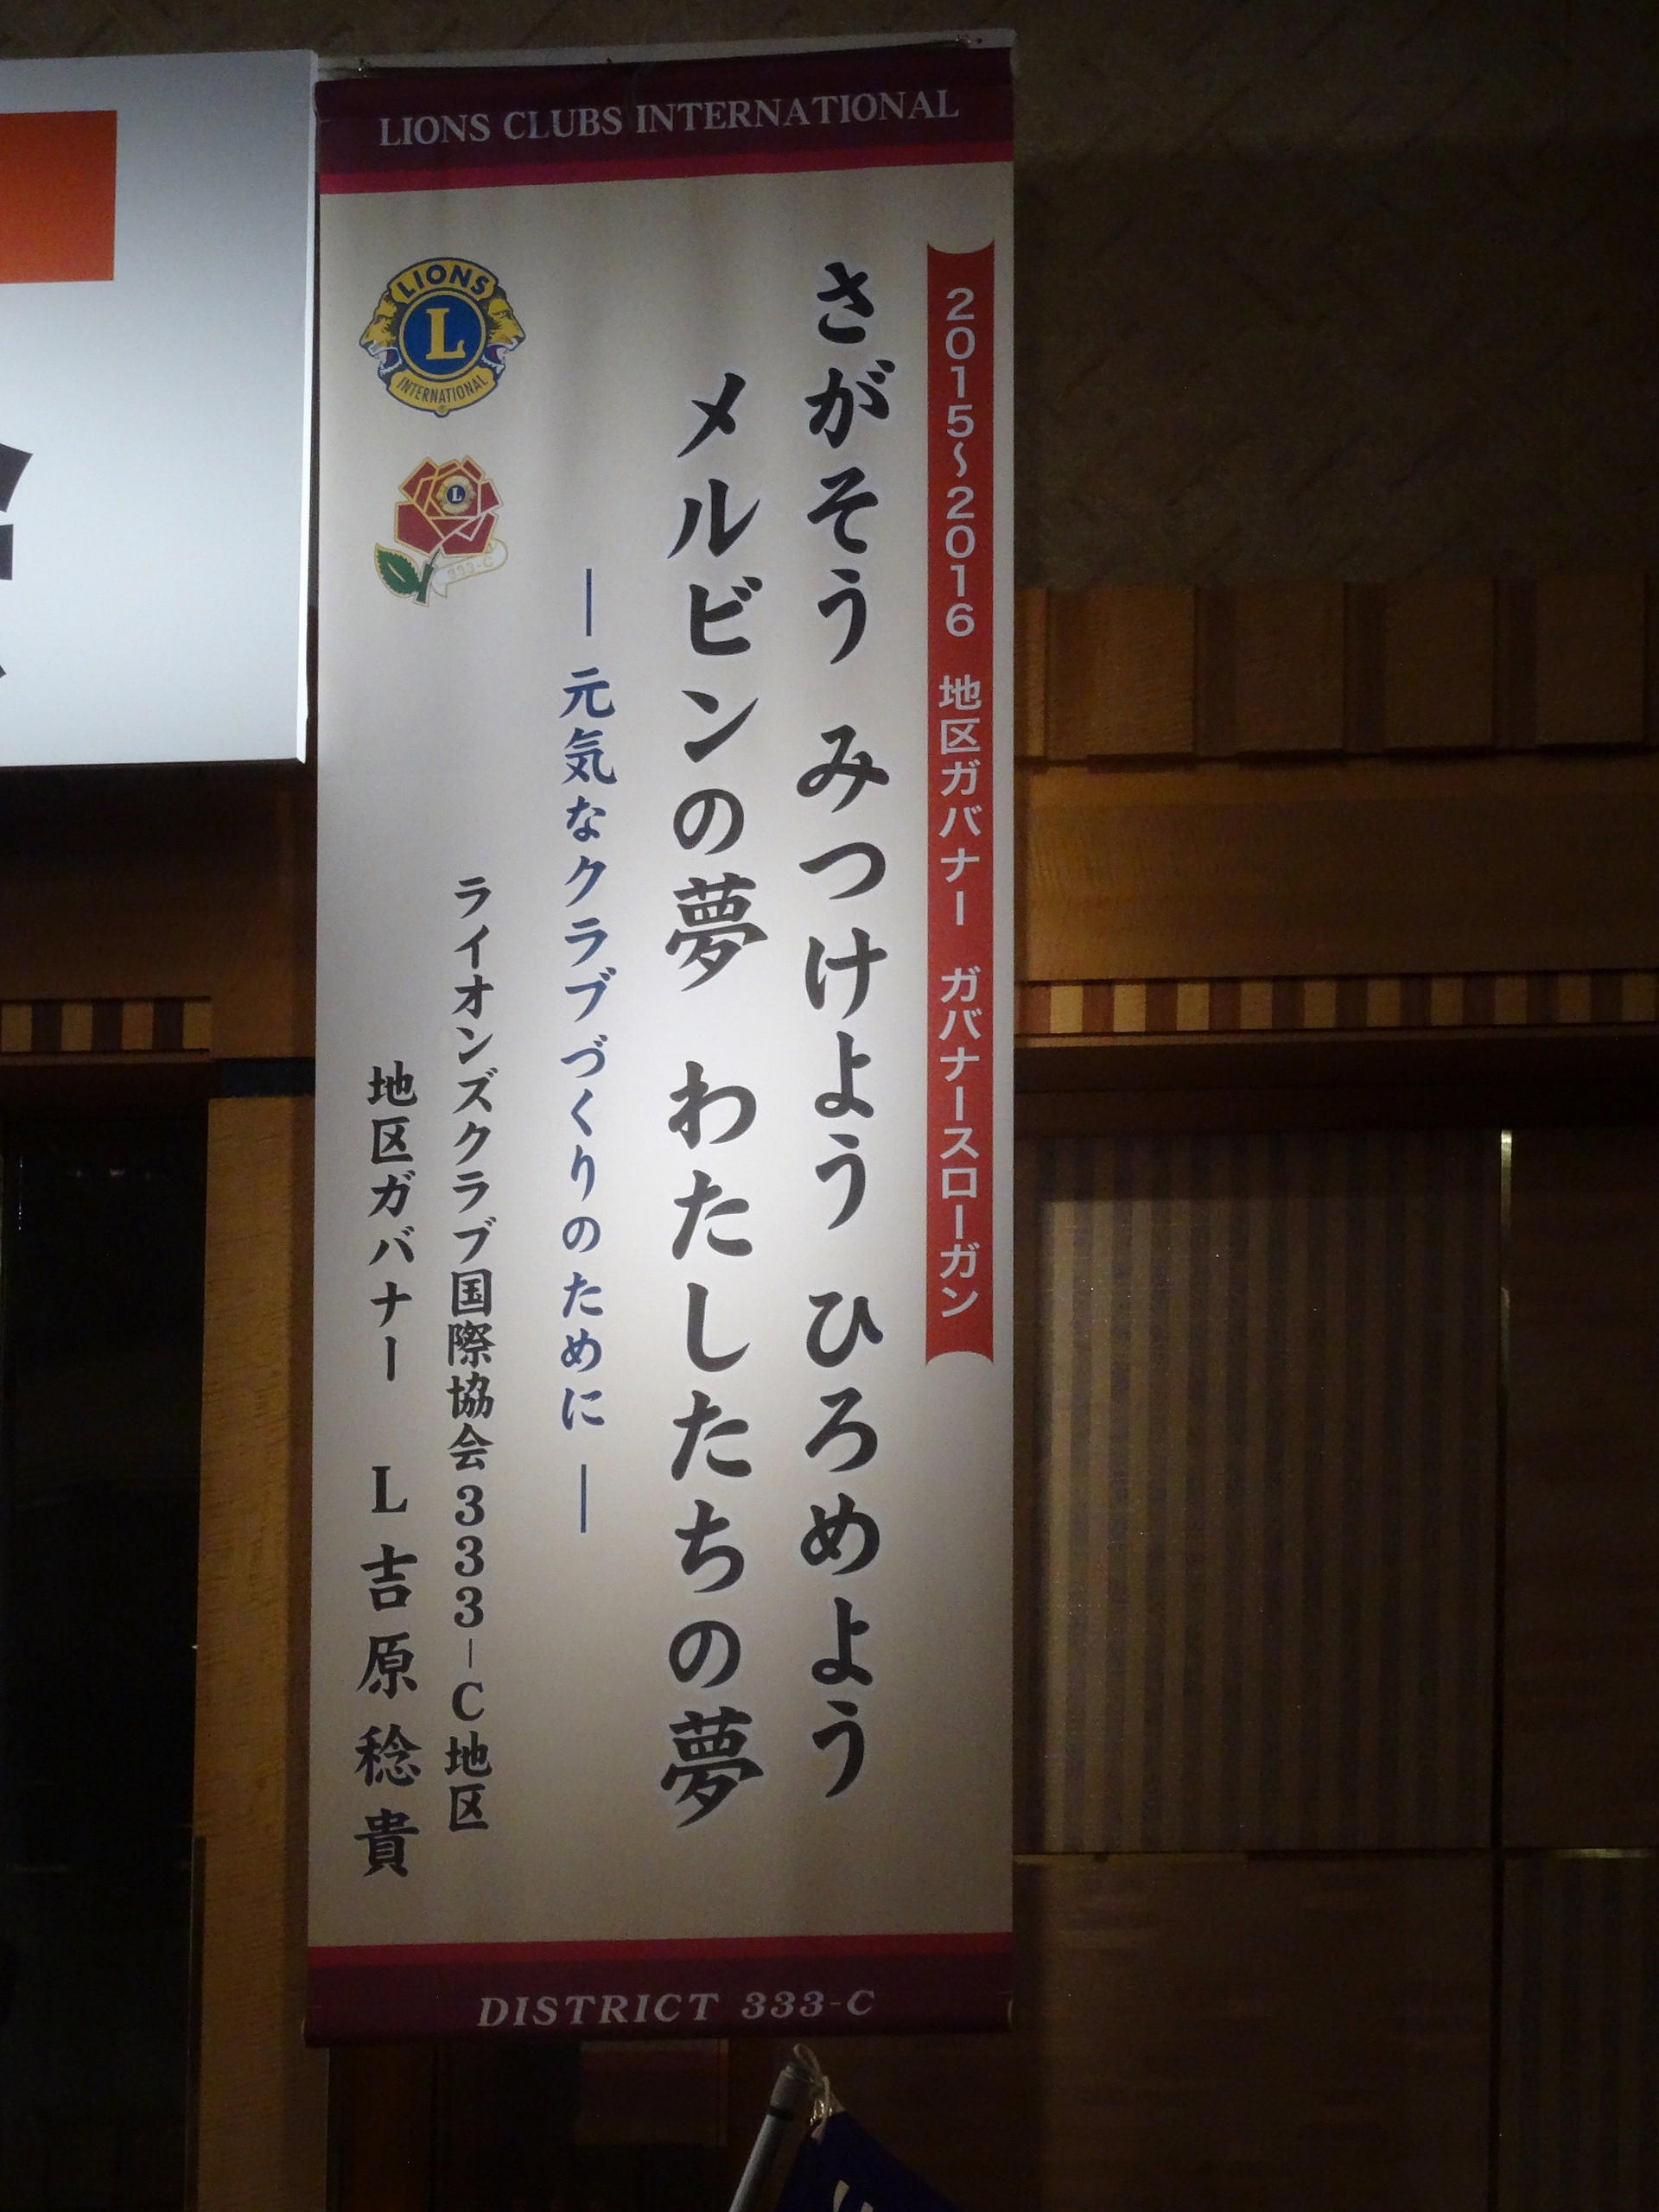 LIONS CLUBS INTERNATIONAL
2015～2016 地区ガバナー ガバナースローガン
さがそう みつけよう ひろめよう
メルビンの夢 わたしたちの夢
― 元気なクラブづくりのために ―
ライオンズクラブ国際協会333－C地区
地区ガバナー L 吉原稔貴
LIONS
L
INTERNATIONAL
L
333-C
DISTRICT 333-C